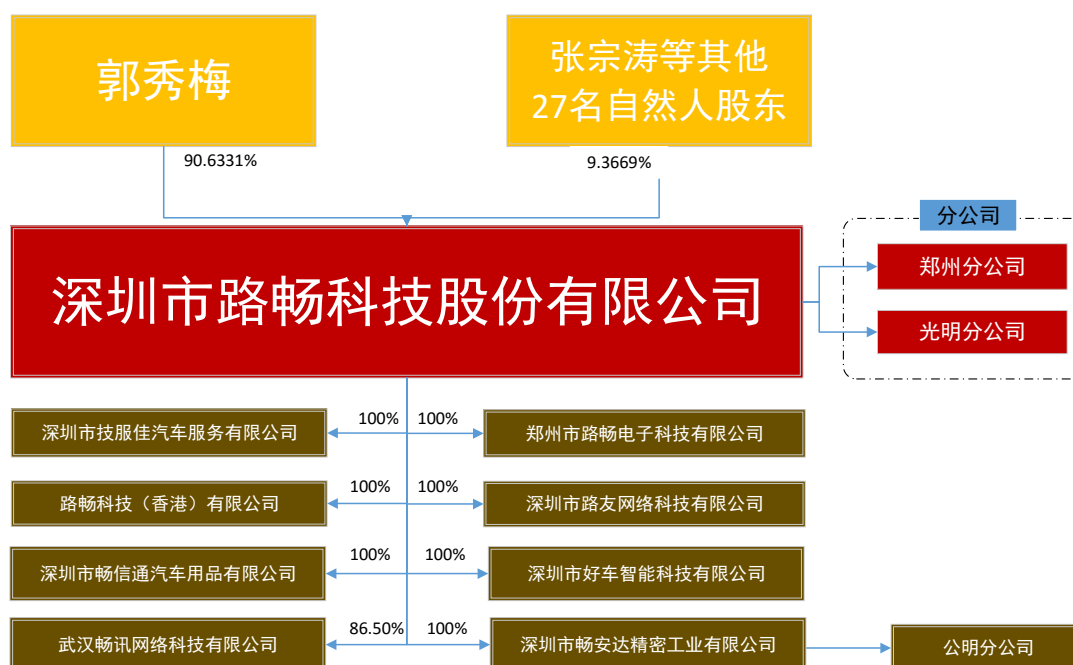 郭秀梅
张宗涛等其他
27名自然人股东
90.6331%
9.3669%
分公司
深圳市路畅科技股份有限公司
郑州分公司
光明分公司
100%
100%
深圳市技服佳汽车服务有限公司
郑州市路畅电子科技有限公司
100%
100%
路畅科技（香港）有限公司
深圳市路友网络科技有限公司
100%
100%
深圳市畅信通汽车用品有限公司
深圳市好车智能科技有限公司
86.50%
100%
武汉畅讯网络科技有限公司
深圳市畅安达精密工业有限公司
公明分公司